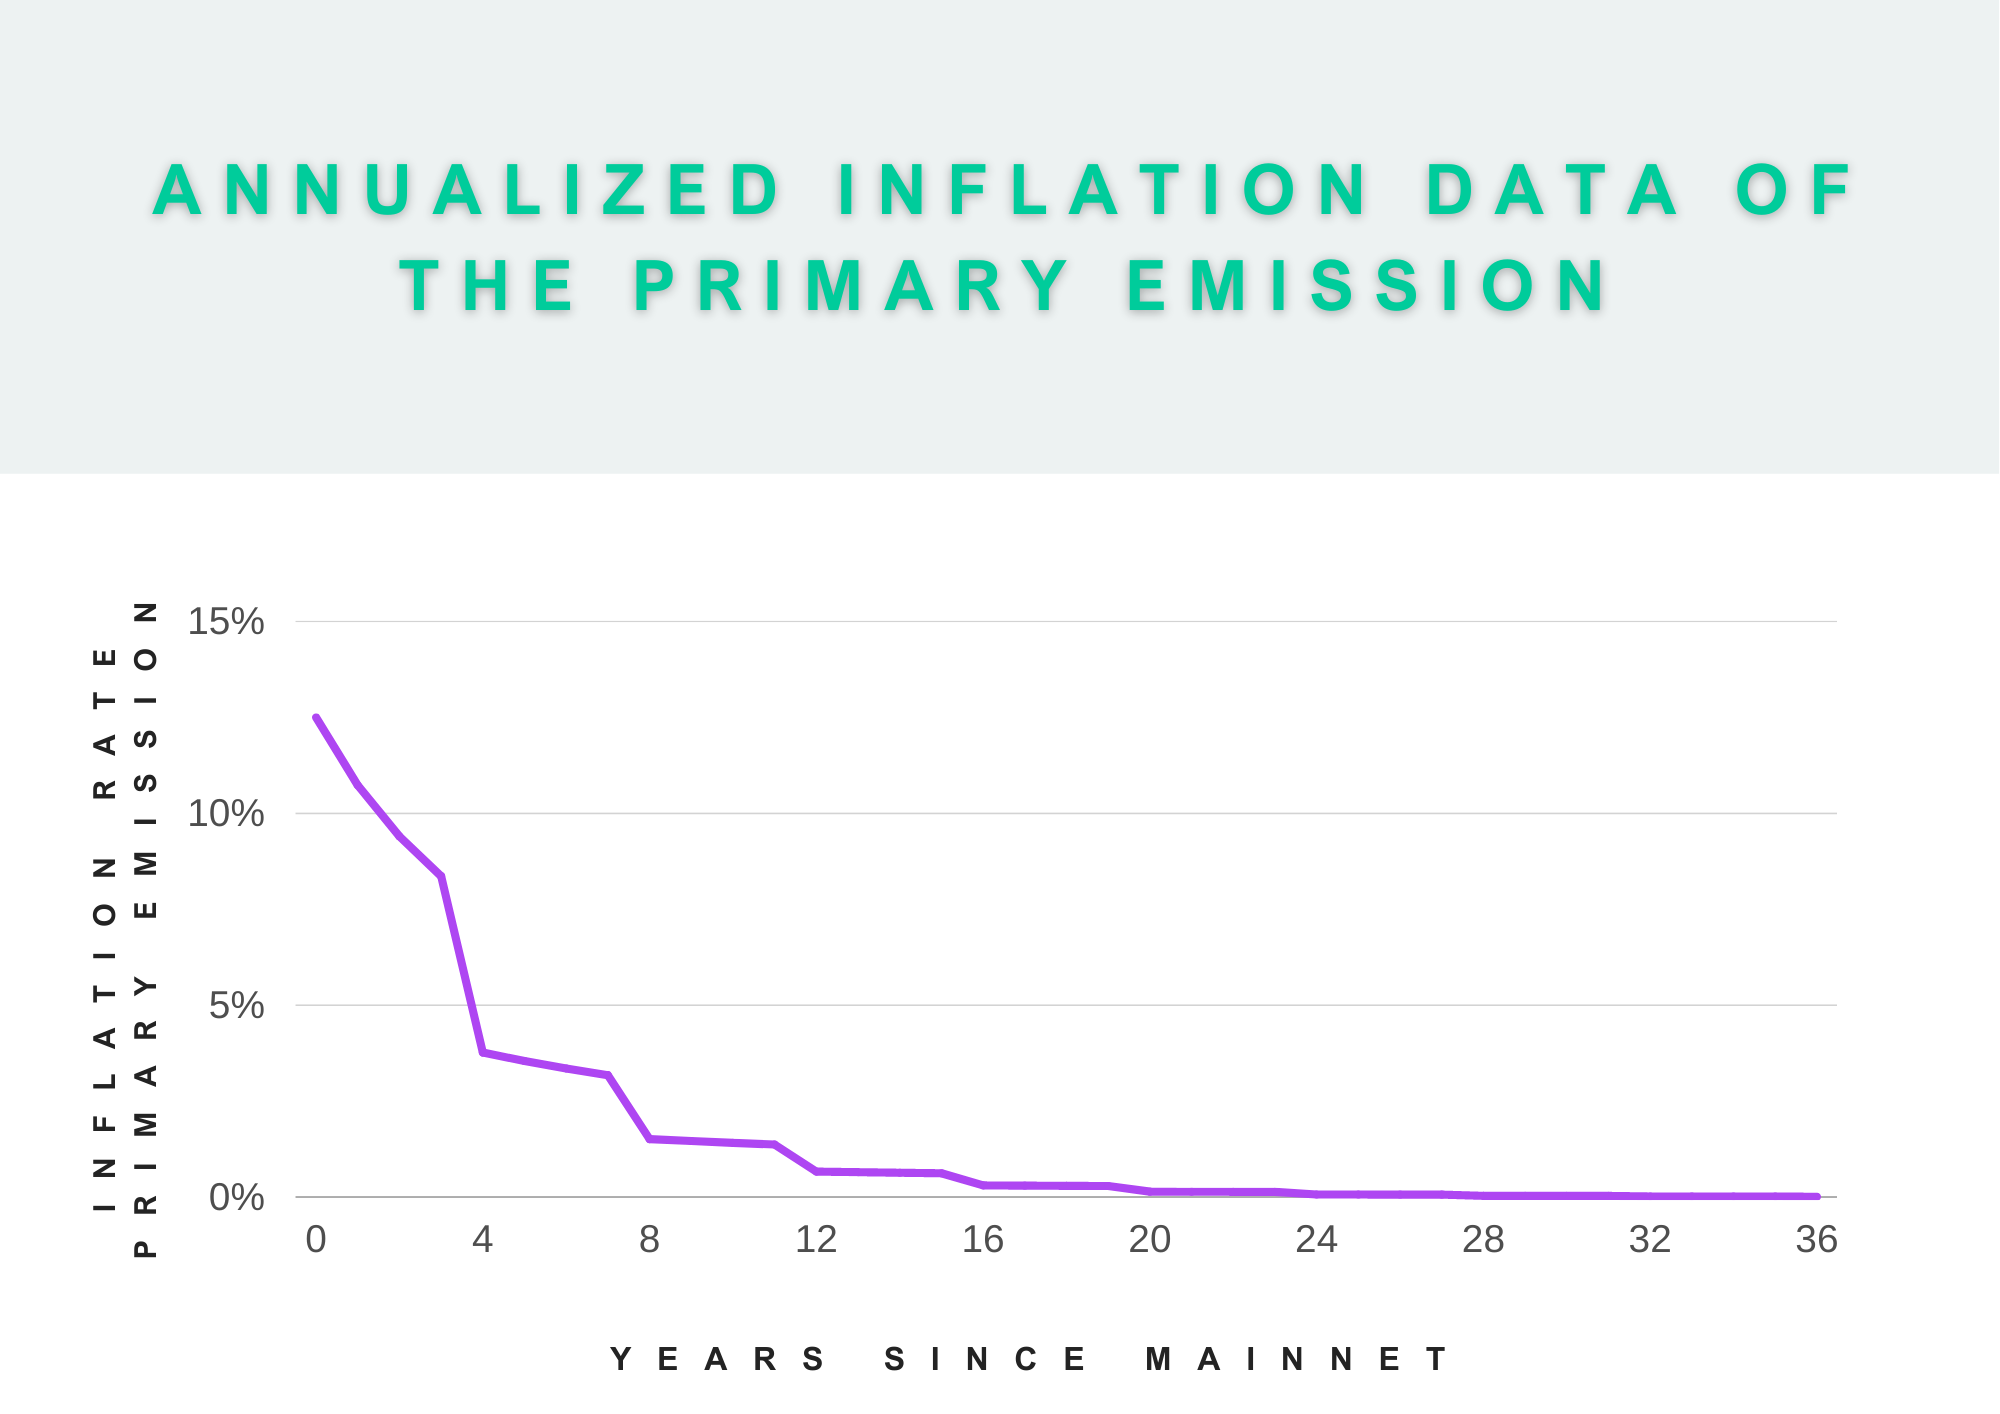 ANNUALIZED INFLATION DATA OF
THE PRIMARY EMISSION
INFLATION RATE
PRIMARY EMISSION
15%
10%
5%
0%
0 4 8 12 16 20 24 28 32 36
YEARS SINCE MAINNET